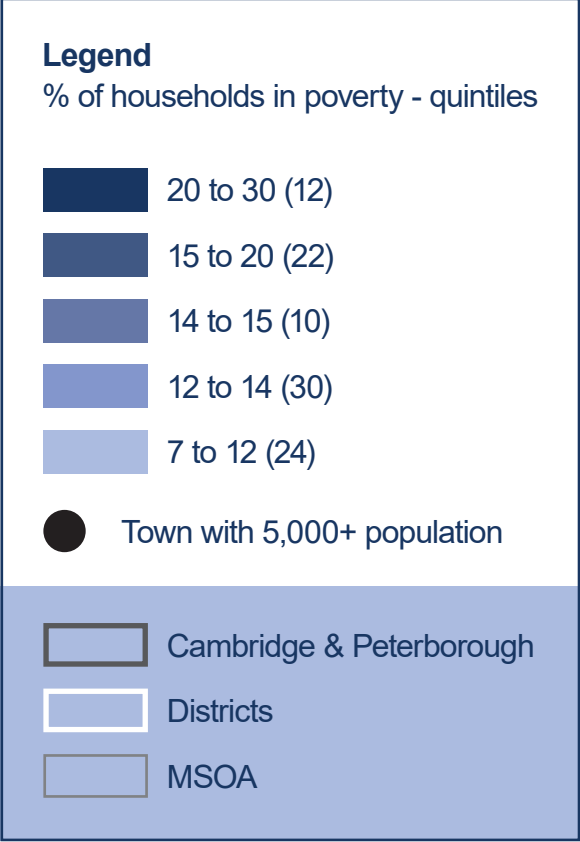 Legend
% of households in poverty - quintiles
20 to 30 (12)
15 to 20 (22)
14 to 15 (10)
12 to 14 (30)
7 to 12 (24)
Town with 5,000+ population
Cambridge & Peterborough
Districts
MSOA